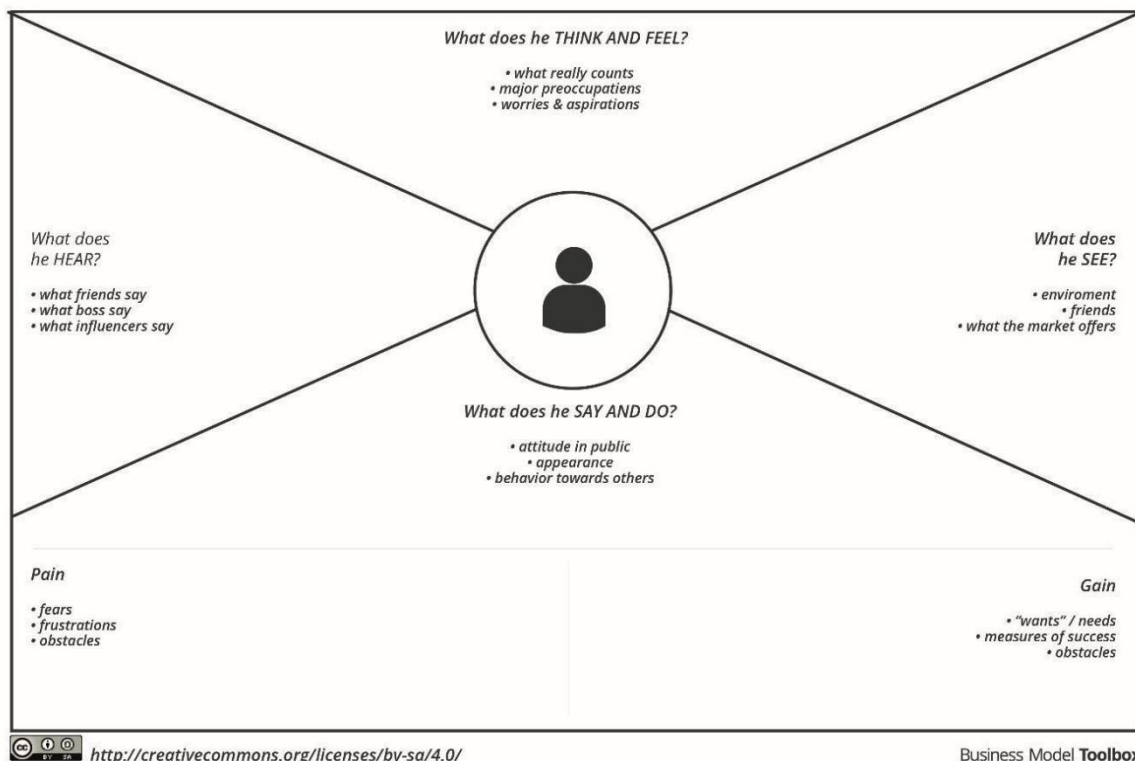 What does he THINK AND FEEL?
• what really counts
• major preoccupatiens
• worries & aspirations
What does
he HEAR?
• what friends say
• what boss say
• what influencers say
What does
he SEE?
• enviroment
• friends
• what the market offers
What does he SAY AND DO?
• attitude in public
• appearance
• behavior towards others
Pain
• fears
• frustrations
• obstacles
Gain
• “wants” / needs
• measures of success
• obstacles
cc BY SA
http://creativecommons.org/licenses/by-sa/4.0/
Business Model Toolbox